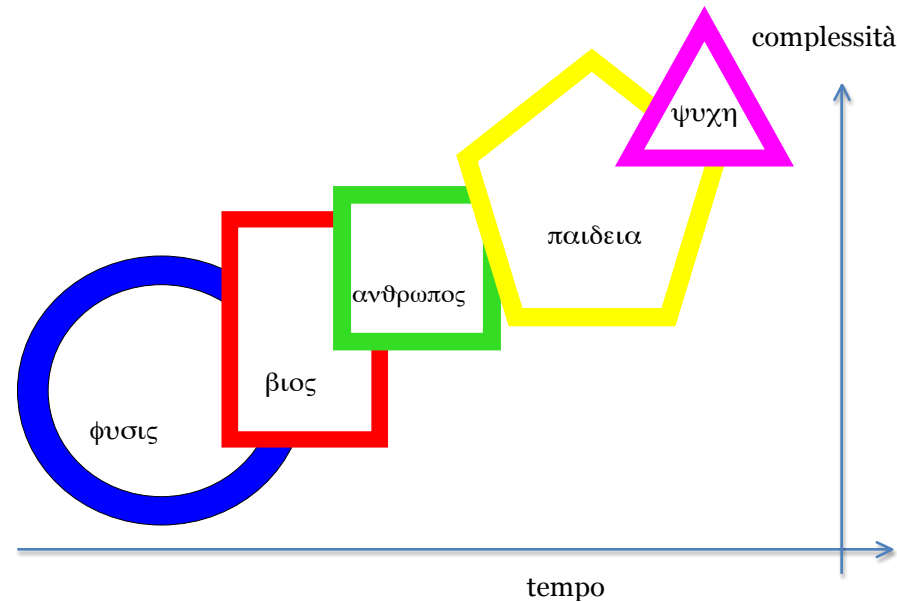 complessità
ψυχη
παιδεια
ανθρωπος
βιος
φυσις
tempo